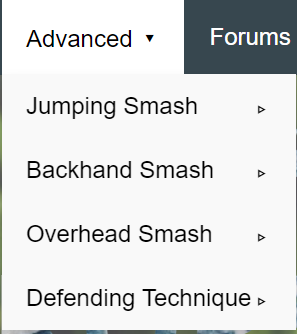 Advanced ▼ Forums
Jumping Smash ▹
Backhand Smash ▹
Overhead Smash ▹
Defending Technique ▹